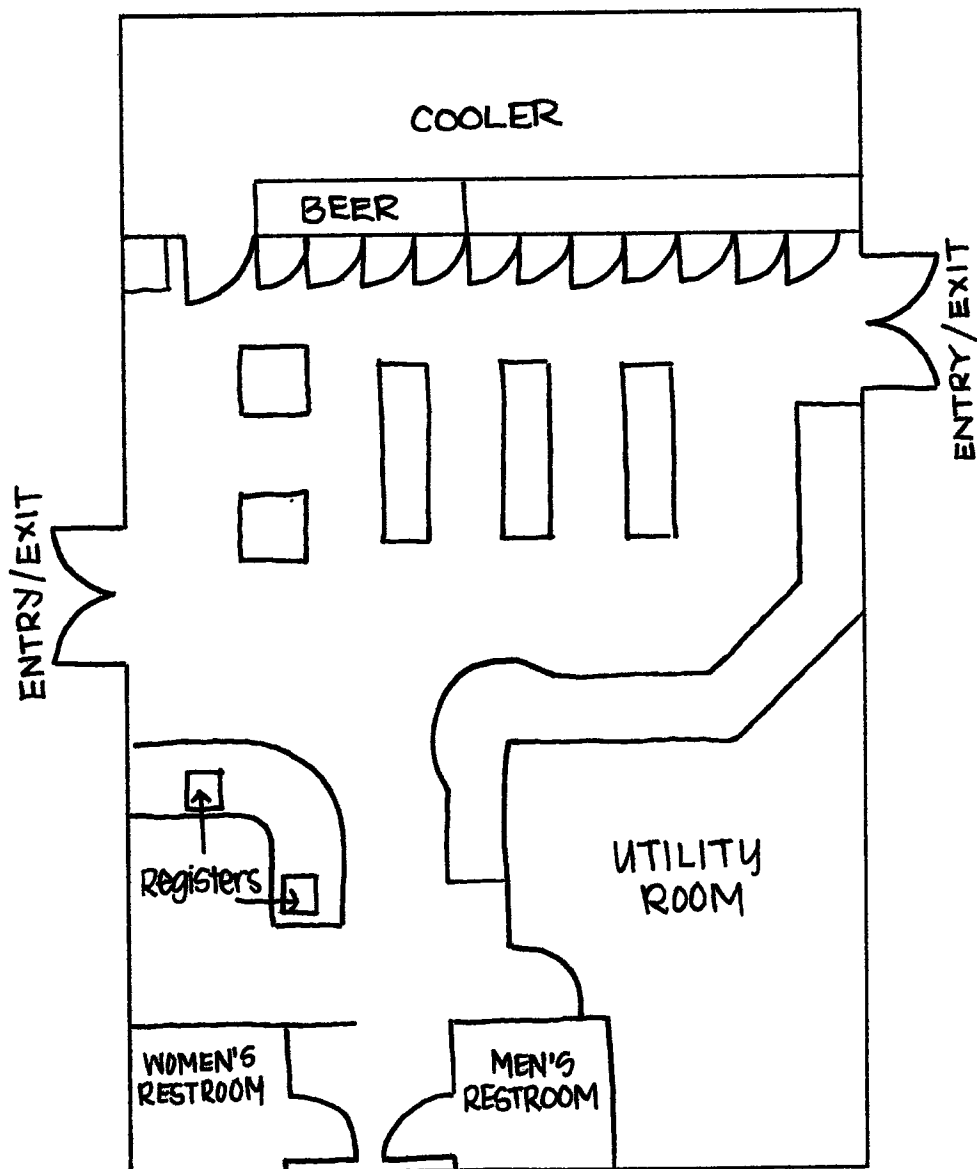 COOLER
BEER
ENTRY/EXIT
ENTRY/EXIT
Registers
UTILITY
ROOM
WOMEN'S
RESTROOM
MEN'S
RESTROOM